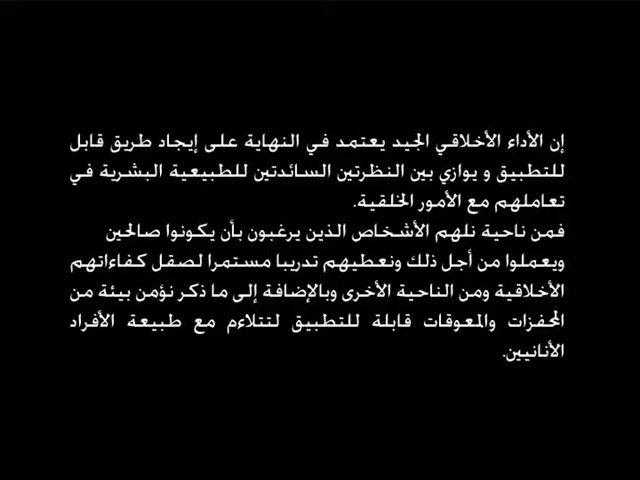 إن الأداء الأخلاقي الجيد يعتمد في النهاية على إيجاد طريق قابل
للتطبيق و يوازي بين النظرتين السائدتين للطبيعية البشرية في
تعاملهم مع الأمور الخلقية.
فمن ناحية نلهم الأشخاص الذين يرغبون بأن يكونوا صالحين
ويعملوا من أجل ذلك ونعطيهم تدريبا مستمرا لصقل كفاءاتهم
الأخلاقية ومن الناحية الأخرى وبالإضافة إلى ما ذكر نؤمن بيئة من
المحفزات والمعوقات قابلة للتطبيق لتتلاءم مع طبيعة الأفراد
الأنانيين.